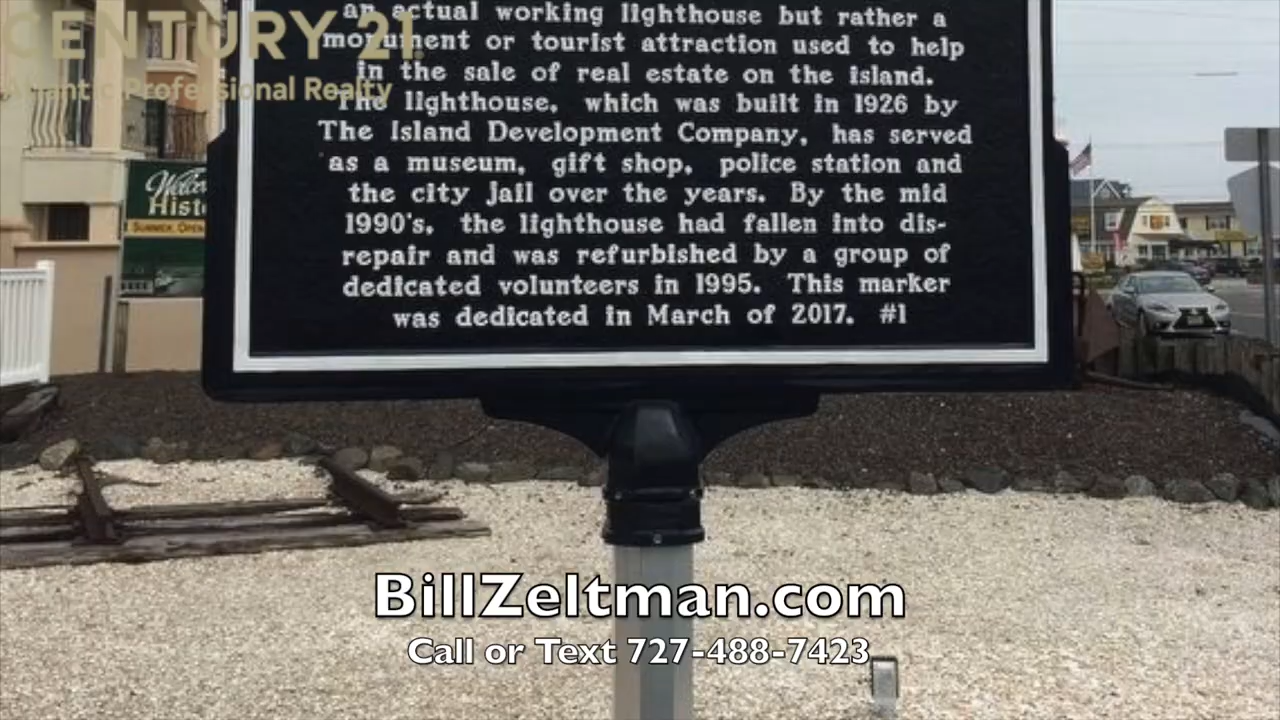 CENTURY 21
Atlantic Professional Realty
an actual working lighthouse but rather a
monument or tourist attraction used to help
in the sale of real estate on the island.
The lighthouse, which was built in 1926 by
The Island Development Company, has served
as a museum, gift shop, police station and
the city jail over the years. By the mid
1990's, the lighthouse had fallen into dis-
repair and was refurbished by a group of
dedicated volunteers in 1995. This marker
was dedicated in March of 2017. #1
SUMMER
BillZeltman.com
Call or Text 727-488-7423